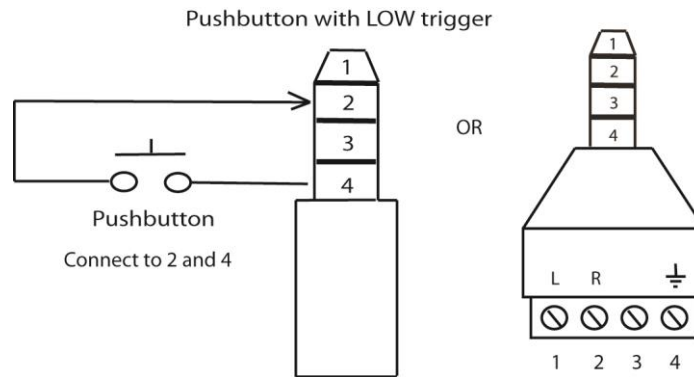 Pushbutton with LOW trigger
1
2
3
4
Pushbutton
Connect to 2 and 4
OR
1
2
3
4
L R
1 2 3 4